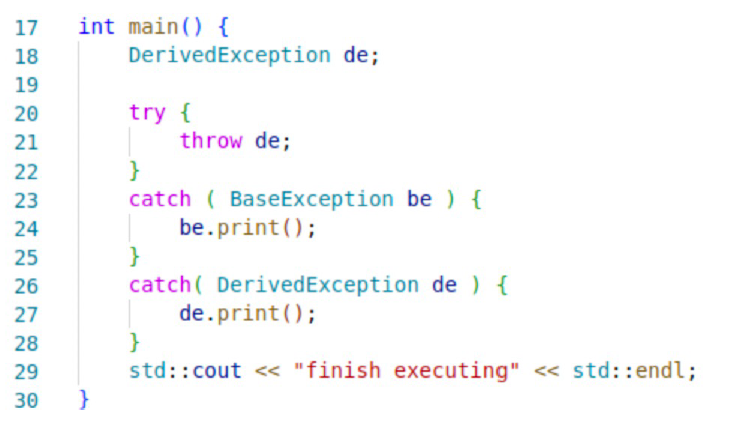 17 int main() {
18     DerivedException de;
19
20     try {
21         throw de;
22     }
23     catch ( BaseException be ) {
24         be.print();
25     }
26     catch( DerivedException de ) {
27         de.print();
28     }
29     std::cout << "finish executing" << std::endl;
30 }